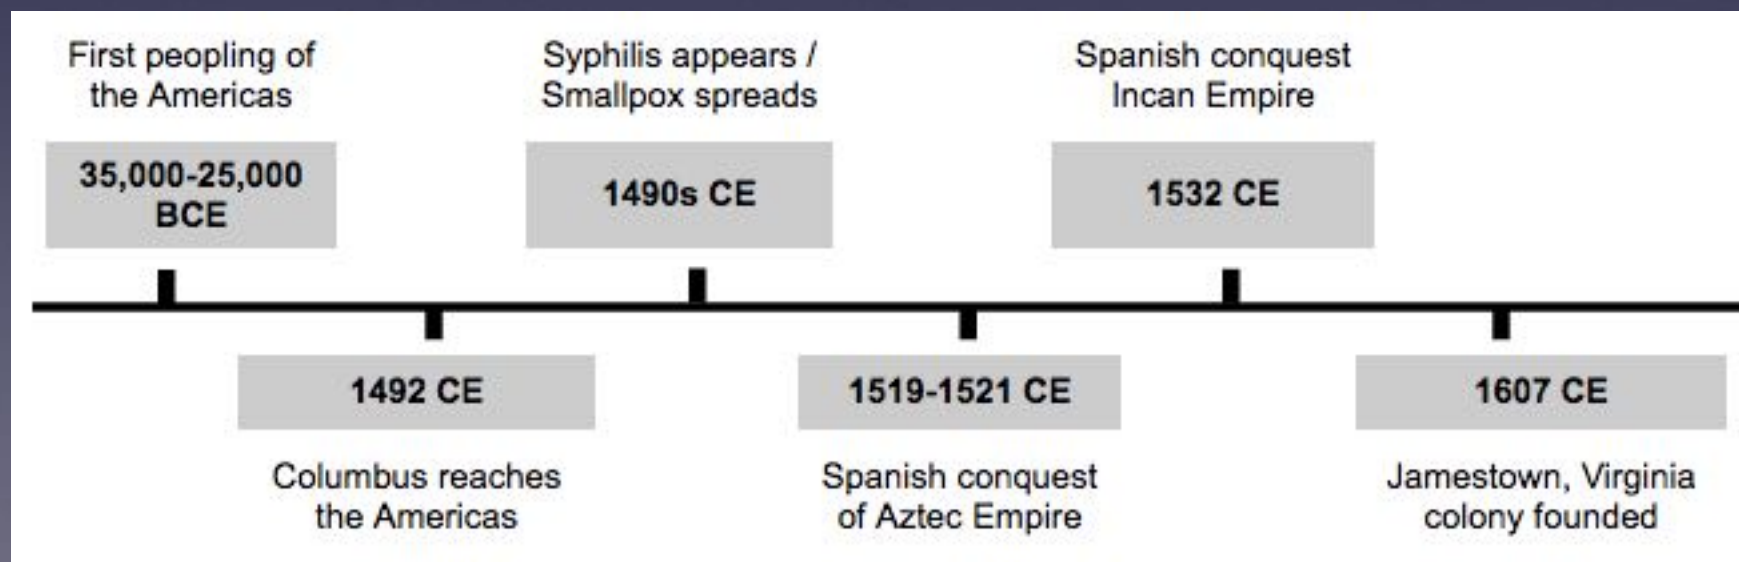 First peopling of
the Americas
35,000-25,000
BCE
1492 CE
Columbus reaches
the Americas
Syphilis appears /
Smallpox spreads
1490s CE
1519-1521 CE
Spanish conquest
of Aztec Empire
Spanish conquest
Incan Empire
1532 CE
1607 CE
Jamestown, Virginia
colony founded